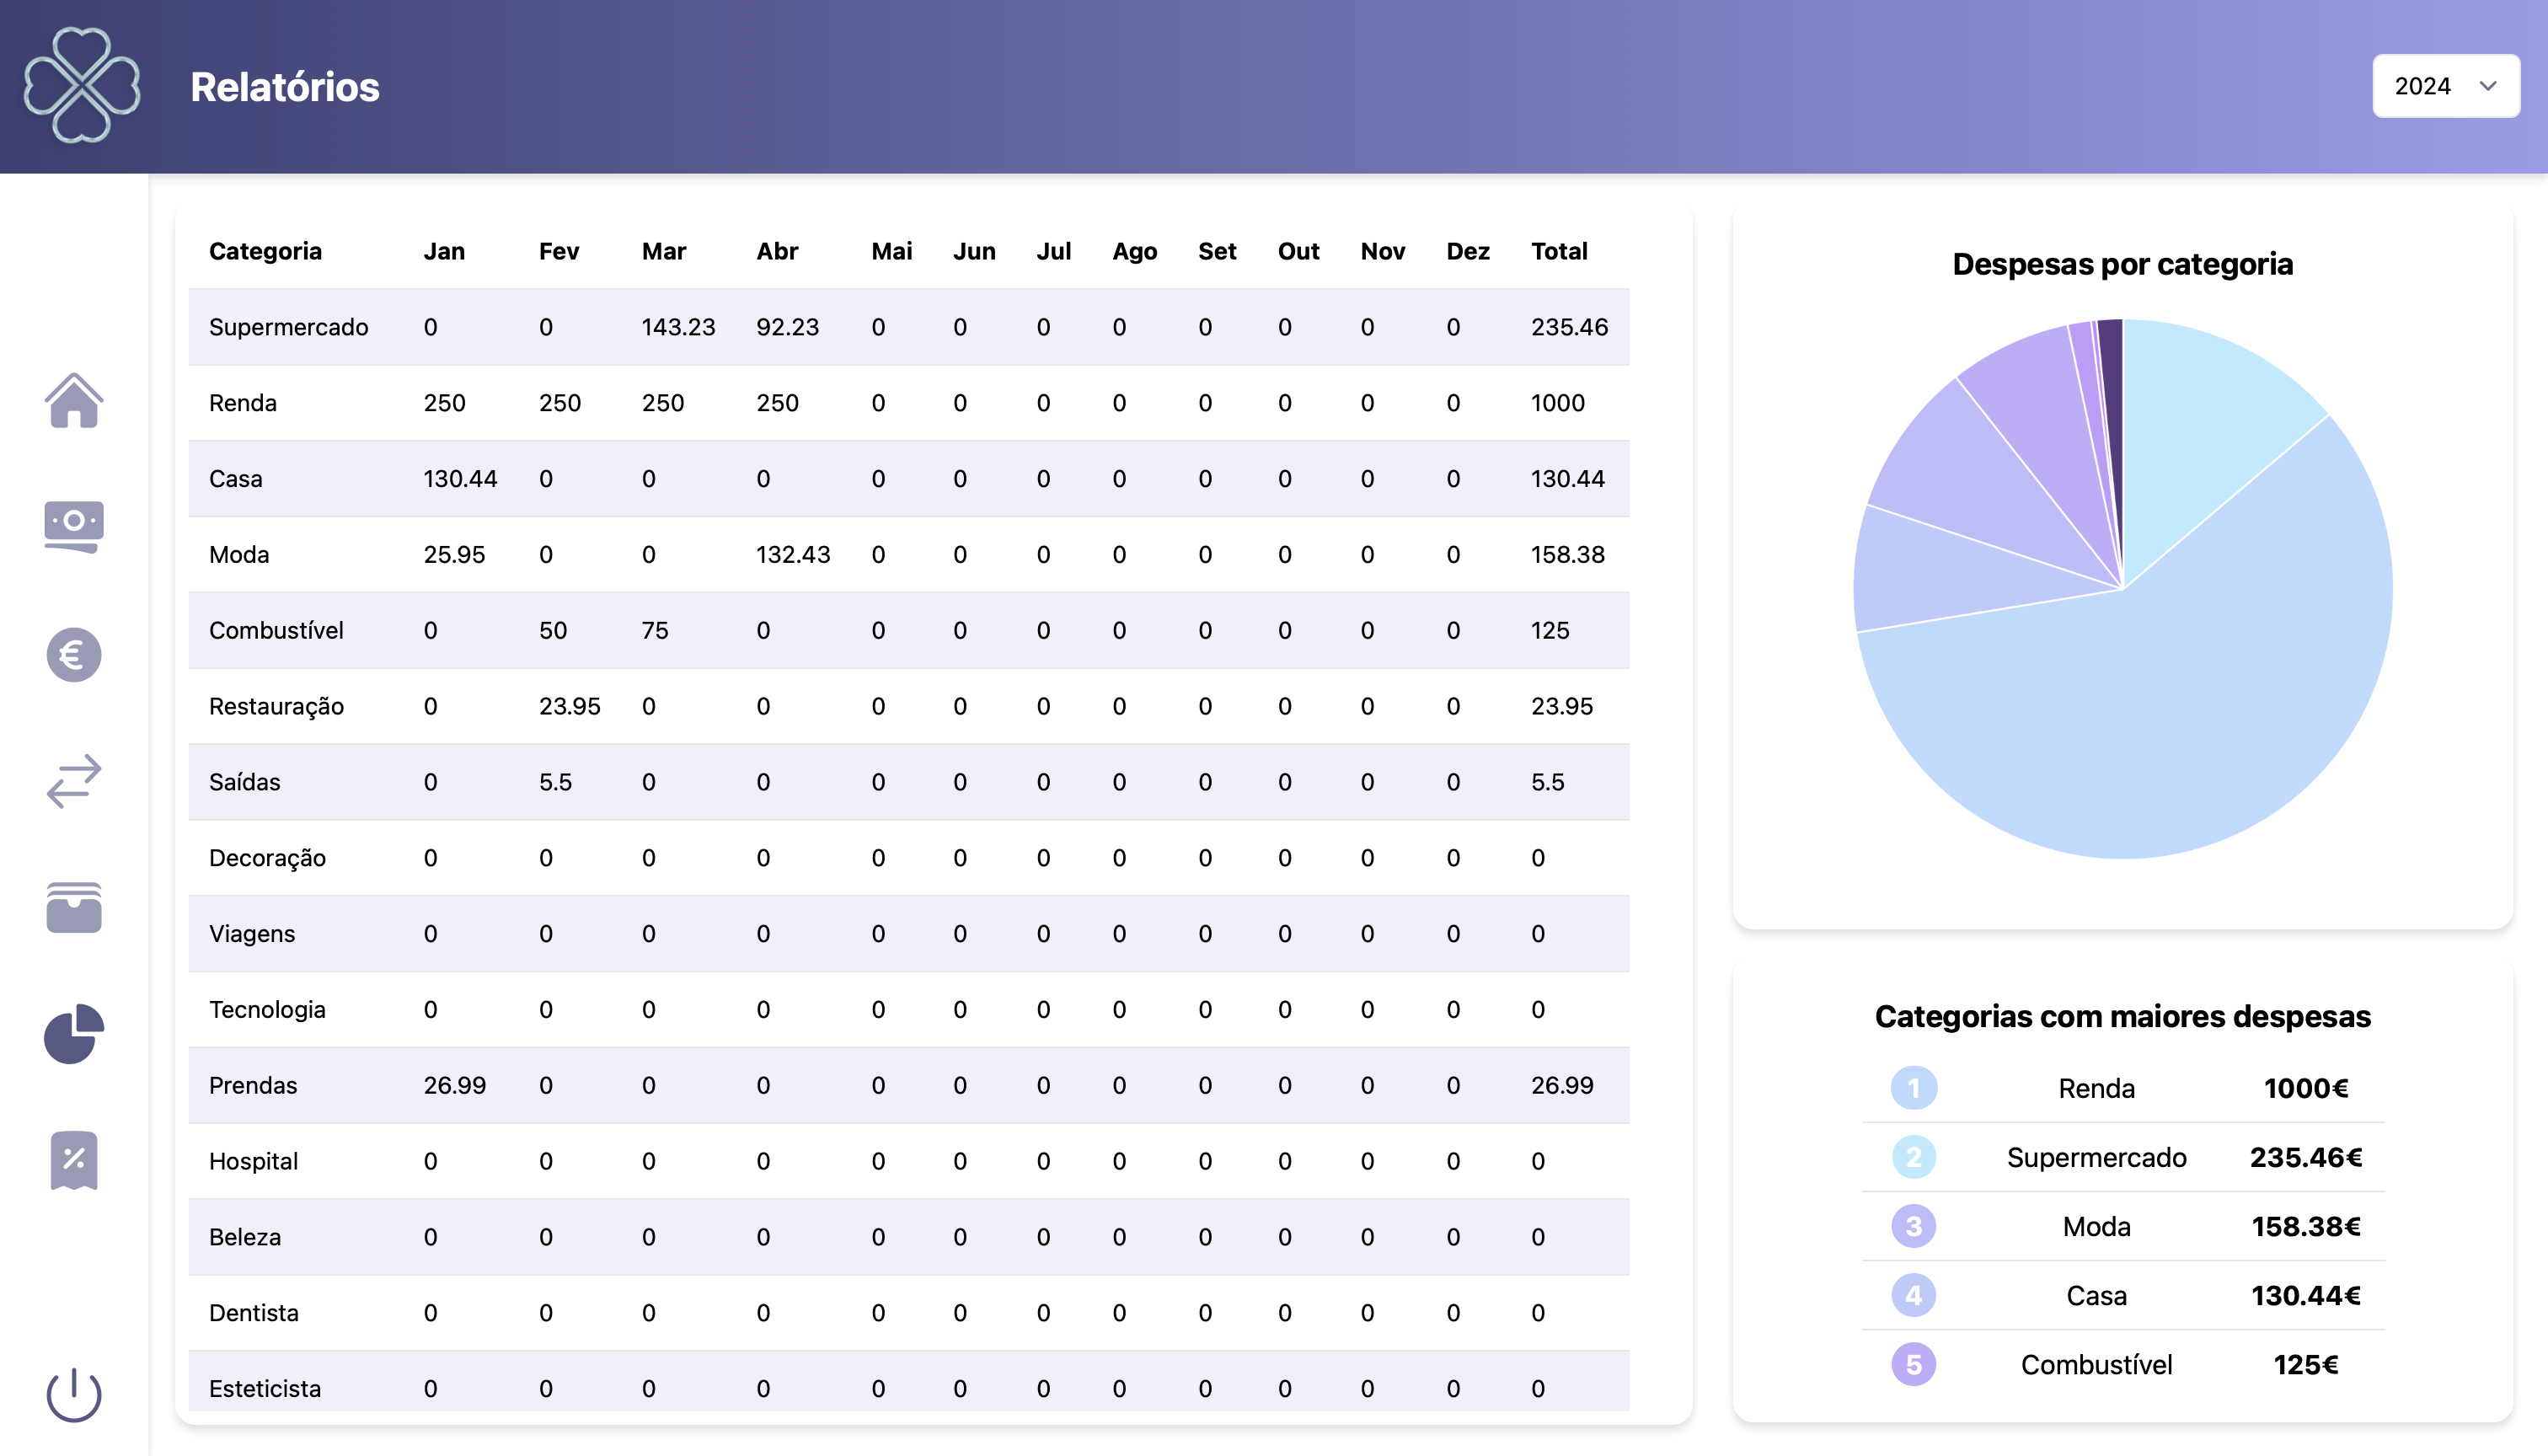 Relatórios
2024
Categoria Jan Fev Mar Abr Mai Jun Jul Ago Set Out Nov Dez Total
Supermercado 0 0 143.23 92.23 0 0 0 0 0 0 0 0 235.46
Renda 250 250 250 250 0 0 0 0 0 0 0 0 1000
Casa 130.44 0 0 0 0 0 0 0 0 0 0 0 130.44
Moda 25.95 0 0 132.43 0 0 0 0 0 0 0 0 158.38
Combustível 0 50 75 0 0 0 0 0 0 0 0 0 125
Restauração 0 23.95 0 0 0 0 0 0 0 0 0 0 23.95
Saídas 0 5.5 0 0 0 0 0 0 0 0 0 0 5.5
Decoração 0 0 0 0 0 0 0 0 0 0 0 0 0
Viagens 0 0 0 0 0 0 0 0 0 0 0 0 0
Tecnologia 0 0 0 0 0 0 0 0 0 0 0 0 0
Prendas 26.99 0 0 0 0 0 0 0 0 0 0 0 26.99
Hospital 0 0 0 0 0 0 0 0 0 0 0 0 0
Beleza 0 0 0 0 0 0 0 0 0 0 0 0 0
Dentista 0 0 0 0 0 0 0 0 0 0 0 0 0
Esteticista 0 0 0 0 0 0 0 0 0 0 0 0 0
Despesas por categoria
Categorias com maiores despesas
1 Renda 1000€
2 Supermercado 235.46€
3 Moda 158.38€
4 Casa 130.44€
5 Combustível 125€